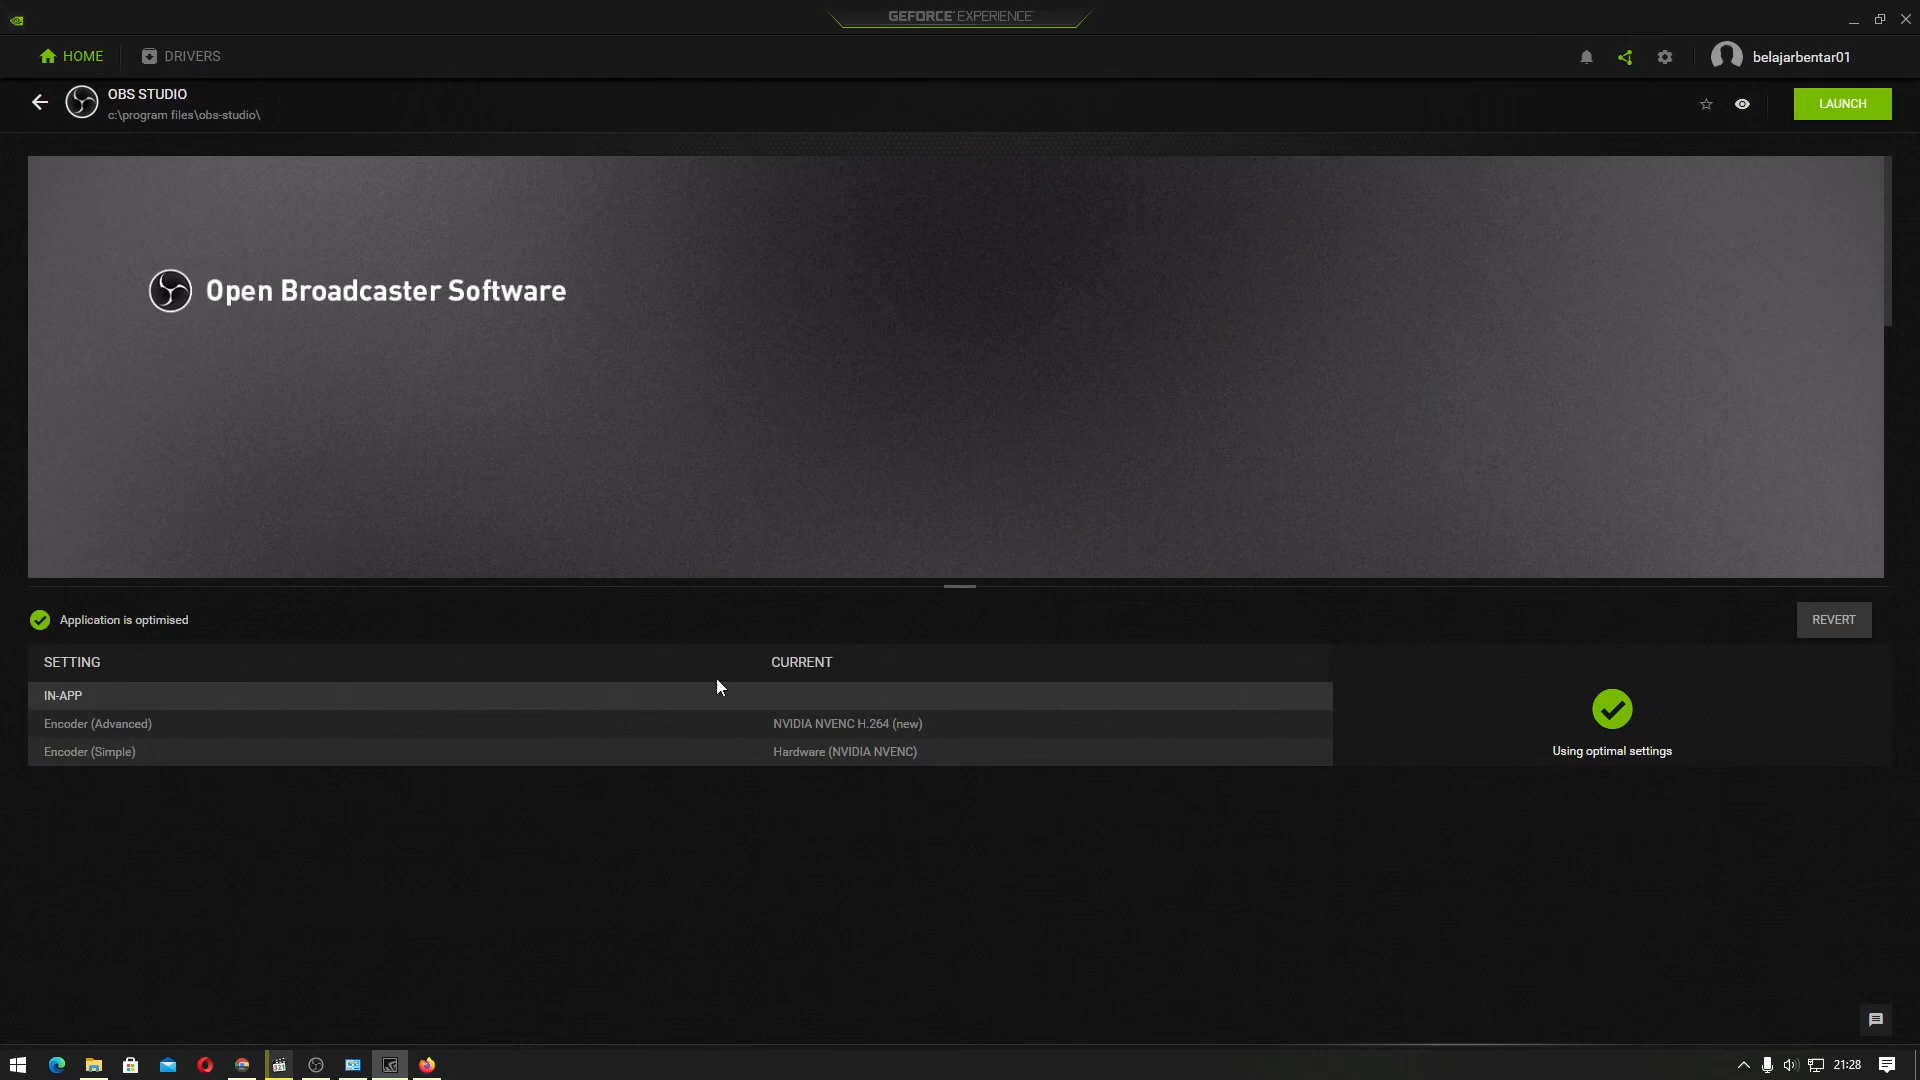 GEFORCE® EXPERIENCE™
HOME
DRIVERS
belajarbentar01
OBS STUDIO
c:\program files\obs-studio\
LAUNCH
Open Broadcaster Software
Application is optimised
REVERT
SETTING CURRENT
IN-APP
Encoder (Advanced) NVIDIA NVENC H.264 (new)
Encoder (Simple) Hardware (NVIDIA NVENC)
Using optimal settings
21:28